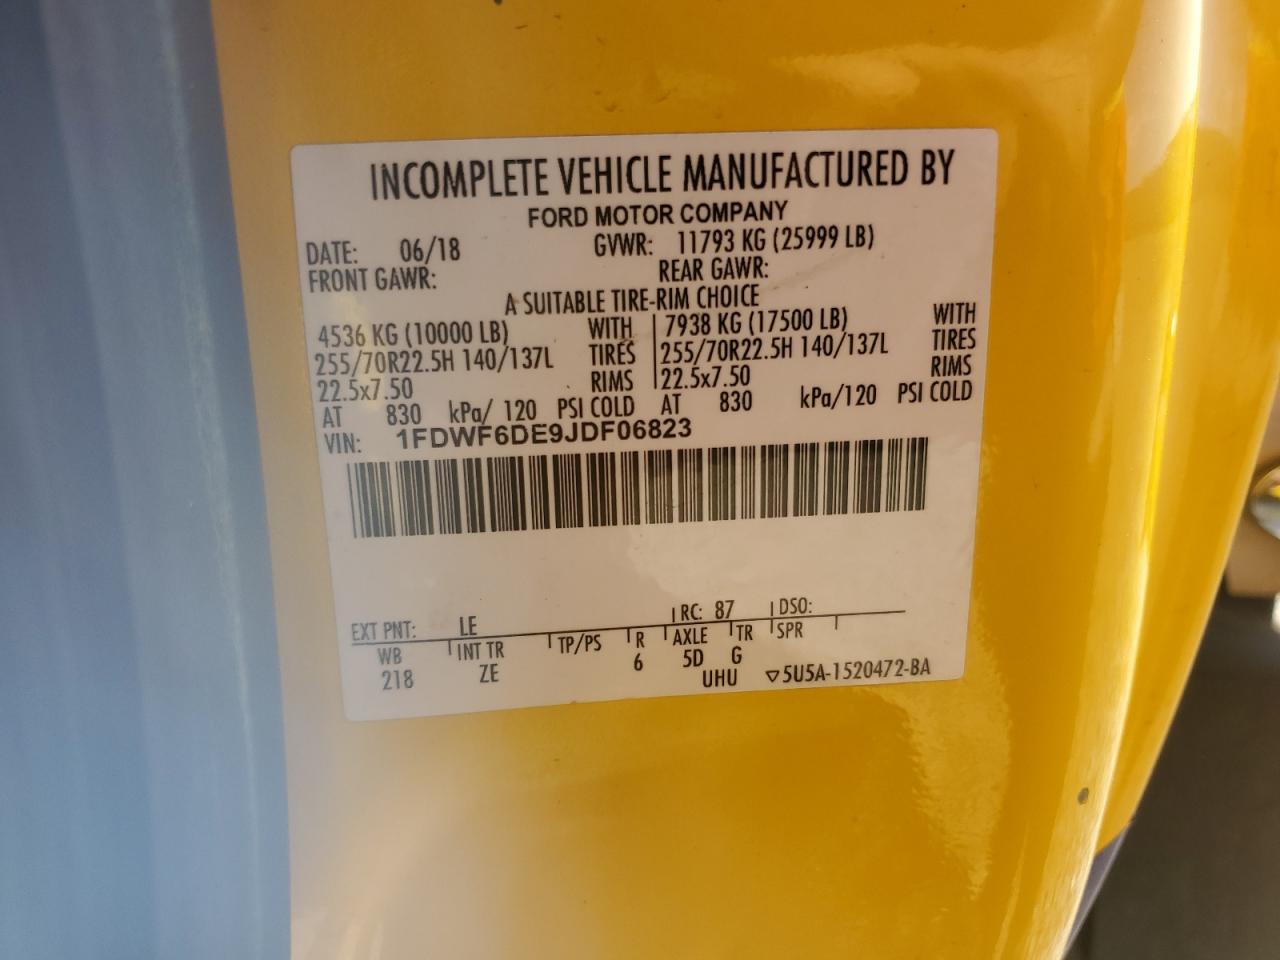 INCOMPLETE VEHICLE MANUFACTURED BY
FORD MOTOR COMPANY
DATE: 06/18 GVWR: 11793 KG (25999 LB)
FRONT GAWR: REAR GAWR:
A SUITABLE TIRE-RIM CHOICE
4536 KG (10000 LB) WITH 7938 KG (17500 LB) WITH
255/70R22.5H 140/137L TIRES 255/70R22.5H 140/137L TIRES
22.5x7.50 RIMS 22.5x7.50 RIMS
AT 830 kPa/ 120 PSI COLD AT 830 kPa/120 PSI COLD
VIN: 1FDWF6DE9JDF06823
EXT PNT: LE RC: 87 DSO:
WB INT TR TP/PS R AXLE TR SPR
218 ZE 6 5D G
UHU ▽5U5A-1520472-BA